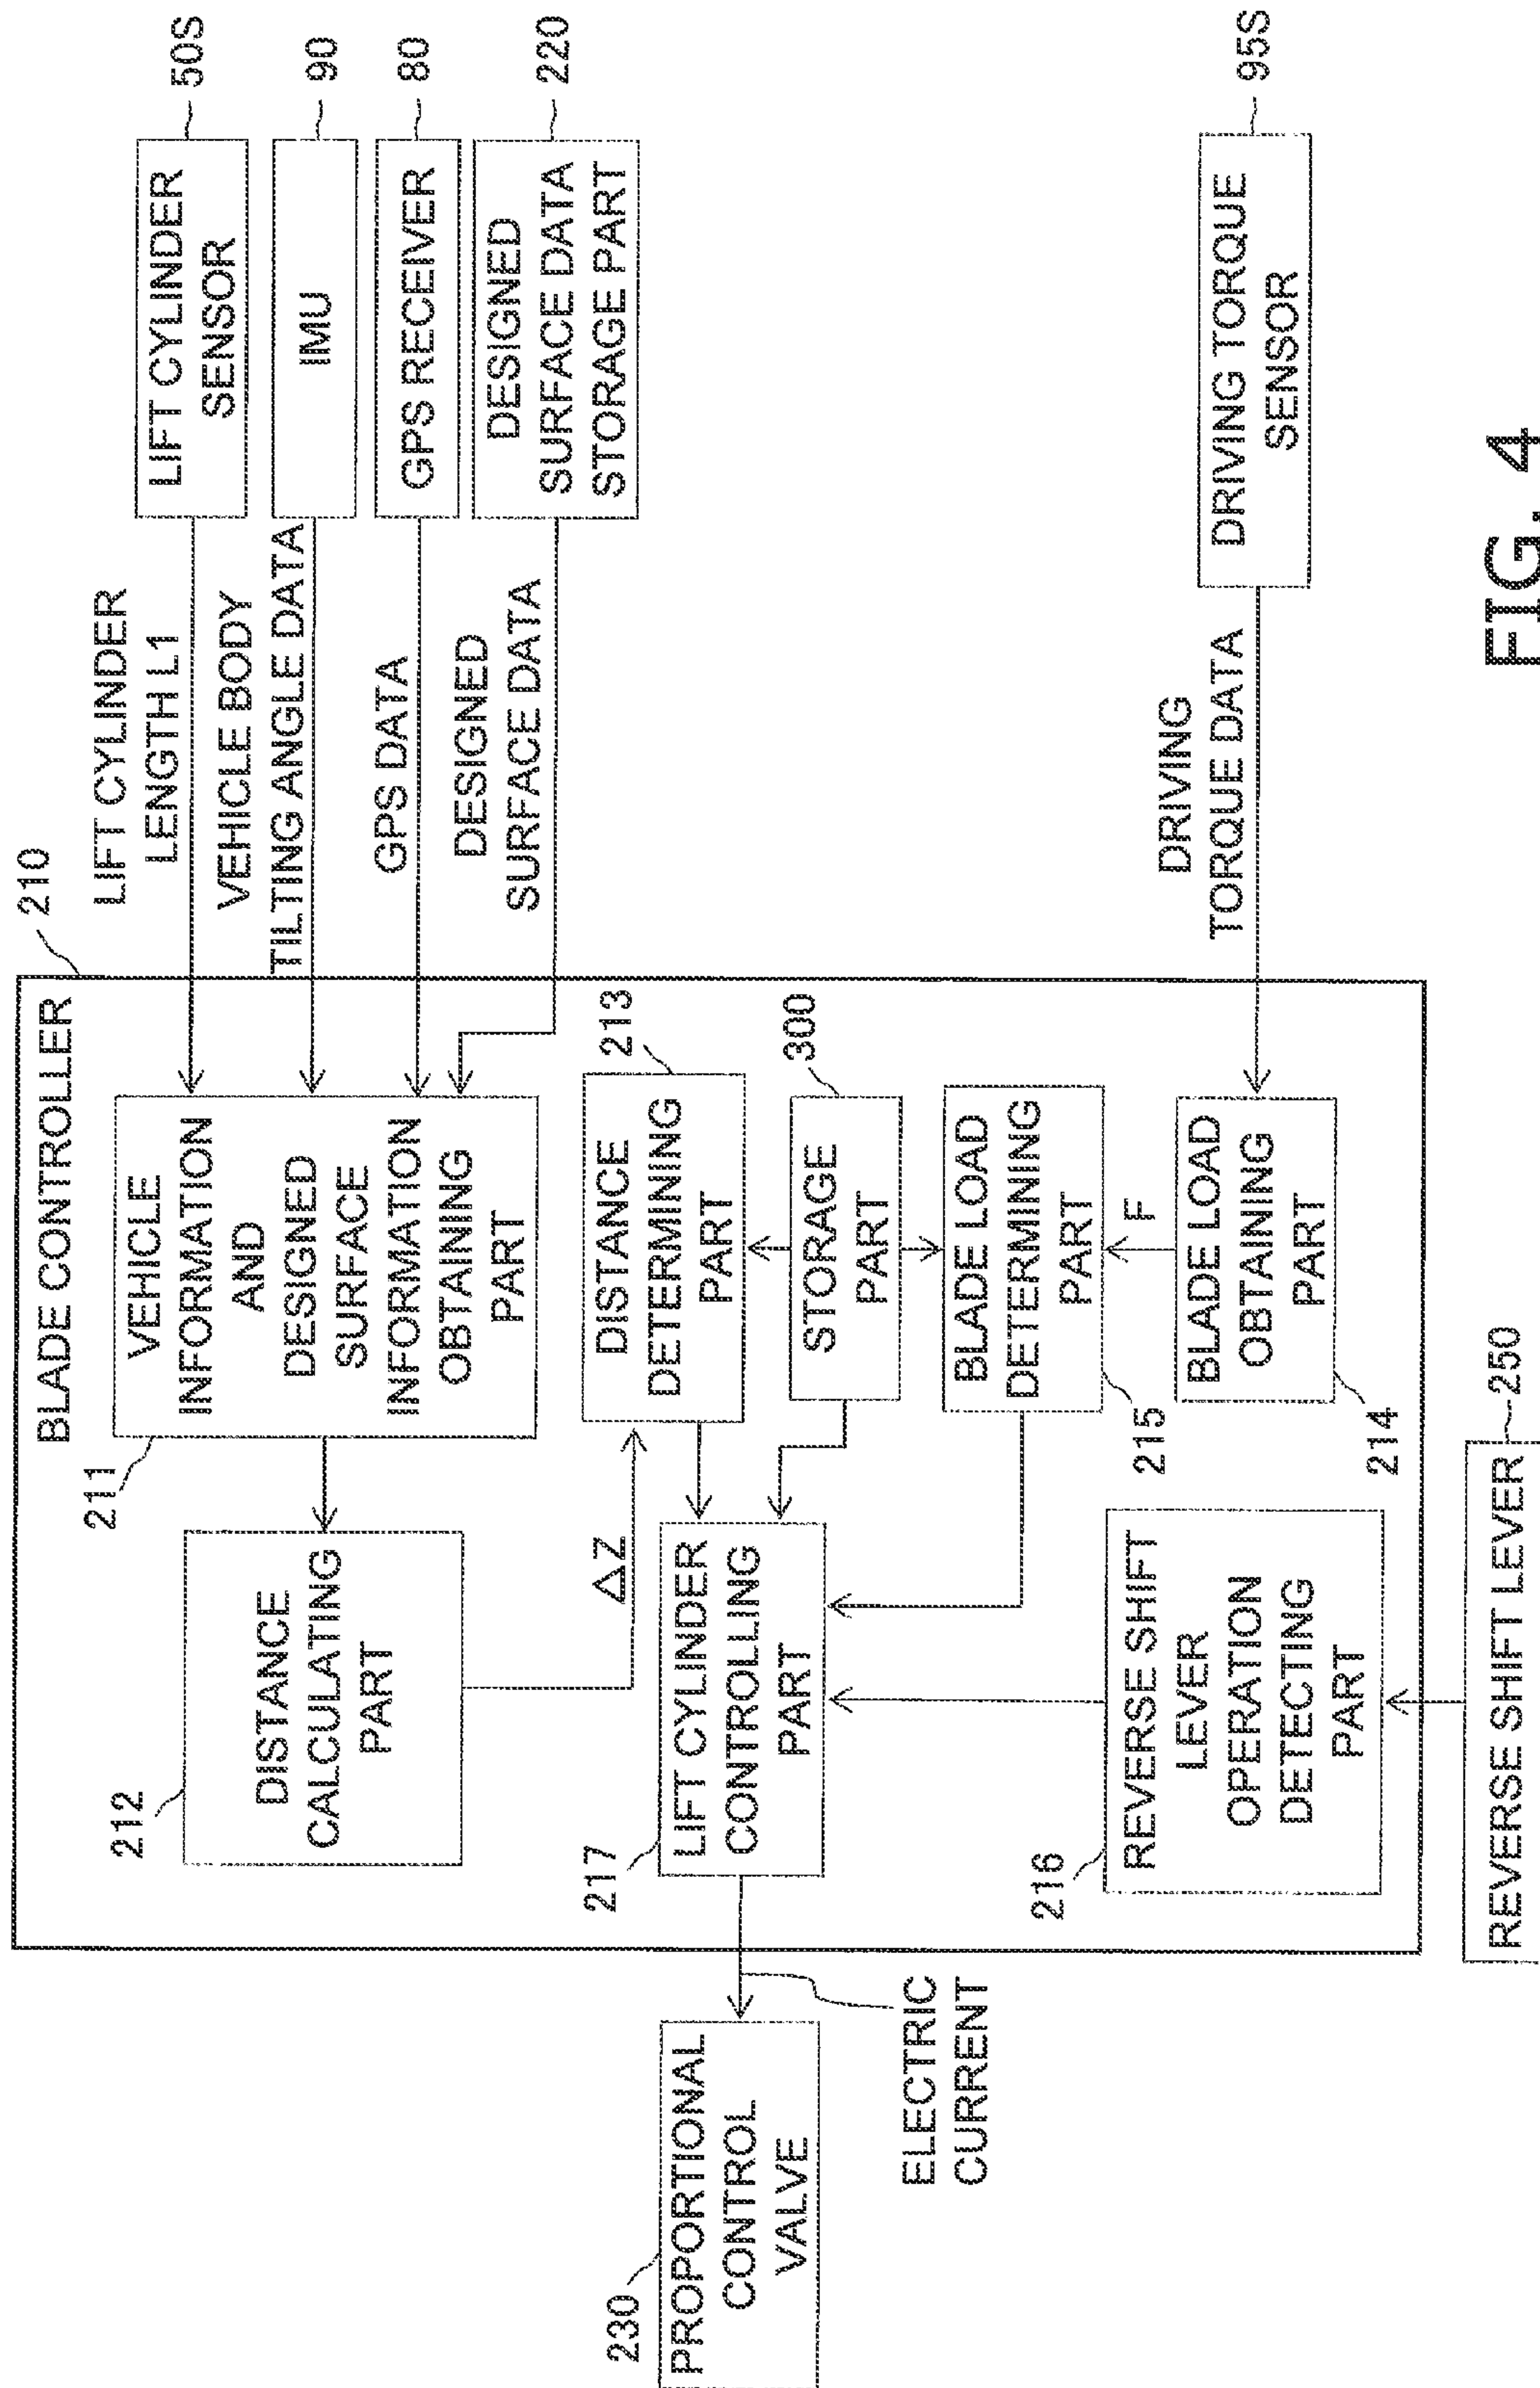 210
BLADE CONTROLLER
LIFT CYLINDER
LENGTH L1
LIFT CYLINDER
SENSOR
50S
VEHICLE BODY
TILTING ANGLE DATA
IMU
90
GPS DATA
GPS RECEIVER
80
DESIGNED
SURFACE DATA
DESIGNED
SURFACE DATA
STORAGE PART
220
211
VEHICLE
INFORMATION
AND
DESIGNED
SURFACE
INFORMATION
OBTAINING
PART
212
DISTANCE
CALCULATING
PART
ΔZ
213
DISTANCE
DETERMINING
PART
300
STORAGE
PART
217
LIFT CYLINDER
CONTROLLING
PART
230
PROPORTIONAL
CONTROL
VALVE
ELECTRIC
CURRENT
BLADE LOAD
DETERMINING
PART
215
F
BLADE LOAD
OBTAINING
PART
214
DRIVING
TORQUE DATA
DRIVING TORQUE
SENSOR
95S
216
REVERSE SHIFT
LEVER
OPERATION
DETECTING
PART
REVERSE SHIFT LEVER
250
FIG. 4